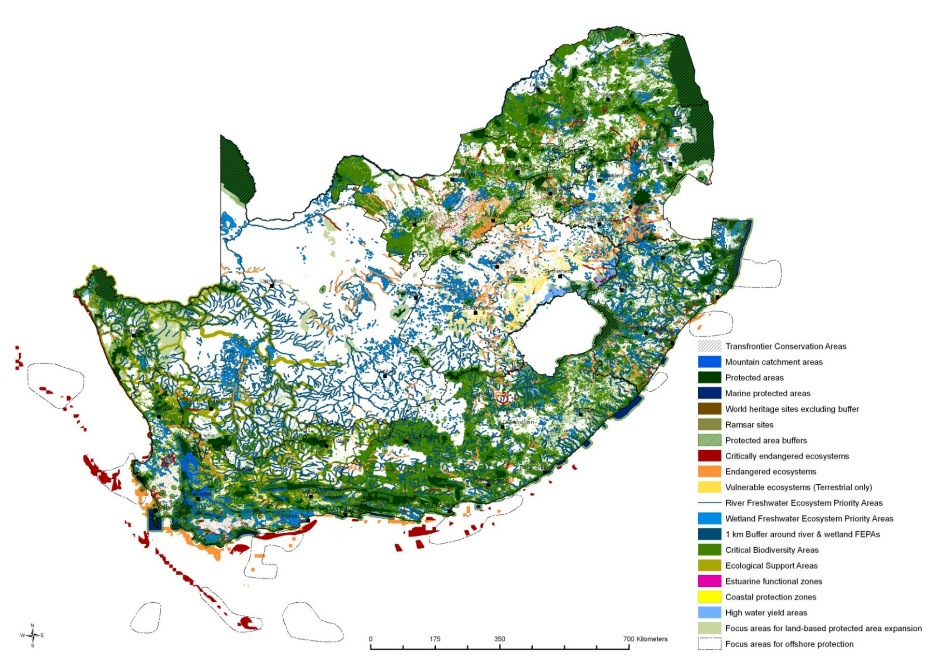 Transfrontier Conservation Areas
Mountain catchment areas
Protected areas
Marine protected areas
World heritage sites excluding buffer
Ramsar sites
Protected area buffers
Critically endangered ecosystems
Endangered ecosystems
Vulnerable ecosystems (Terrestrial only)
River Freshwater Ecosystem Priority Areas
Wetland Freshwater Ecosystem Priority Areas
1 km Buffer around river & wetland FEPAs
Critical Biodiversity Areas
Ecological Support Areas
Estuarine functional zones
Coastal protection zones
High water yield areas
Focus areas for land-based protected area expansion
Focus areas for offshore protection
N
W E
S
0 175 350 700 Kilometers